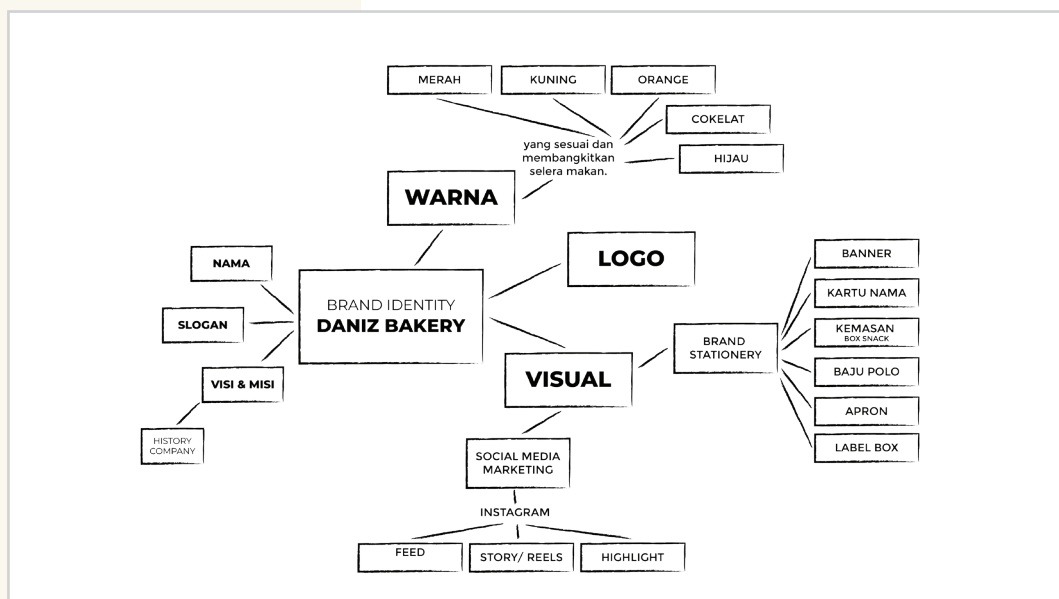 MERAH
KUNING
ORANGE
COKELAT
HIJAU
yang sesuai dan
membangkitkan
selera makan.
WARNA
LOGO
NAMA
SLOGAN
VISI & MISI
HISTORY
COMPANY
BRAND IDENTITY
DANIZ BAKERY
VISUAL
BRAND
STATIONERY
BANNER
KARTU NAMA
KEMASAN
BOX SNACK
BAJU POLO
APRON
LABEL BOX
SOCIAL MEDIA
MARKETING
INSTAGRAM
FEED
STORY/ REELS
HIGHLIGHT